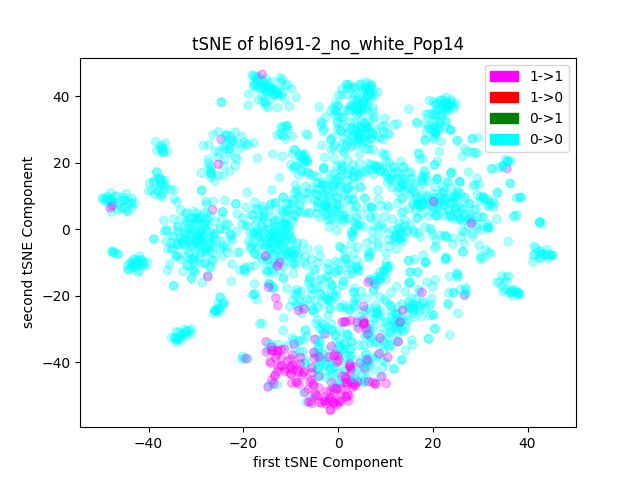 tSNE of bl691-2_no_white_Pop14
1->1
1->0
0->1
0->0
second tSNE Component
40
20
0
−20
−40
−40 −20 0 20 40
first tSNE Component